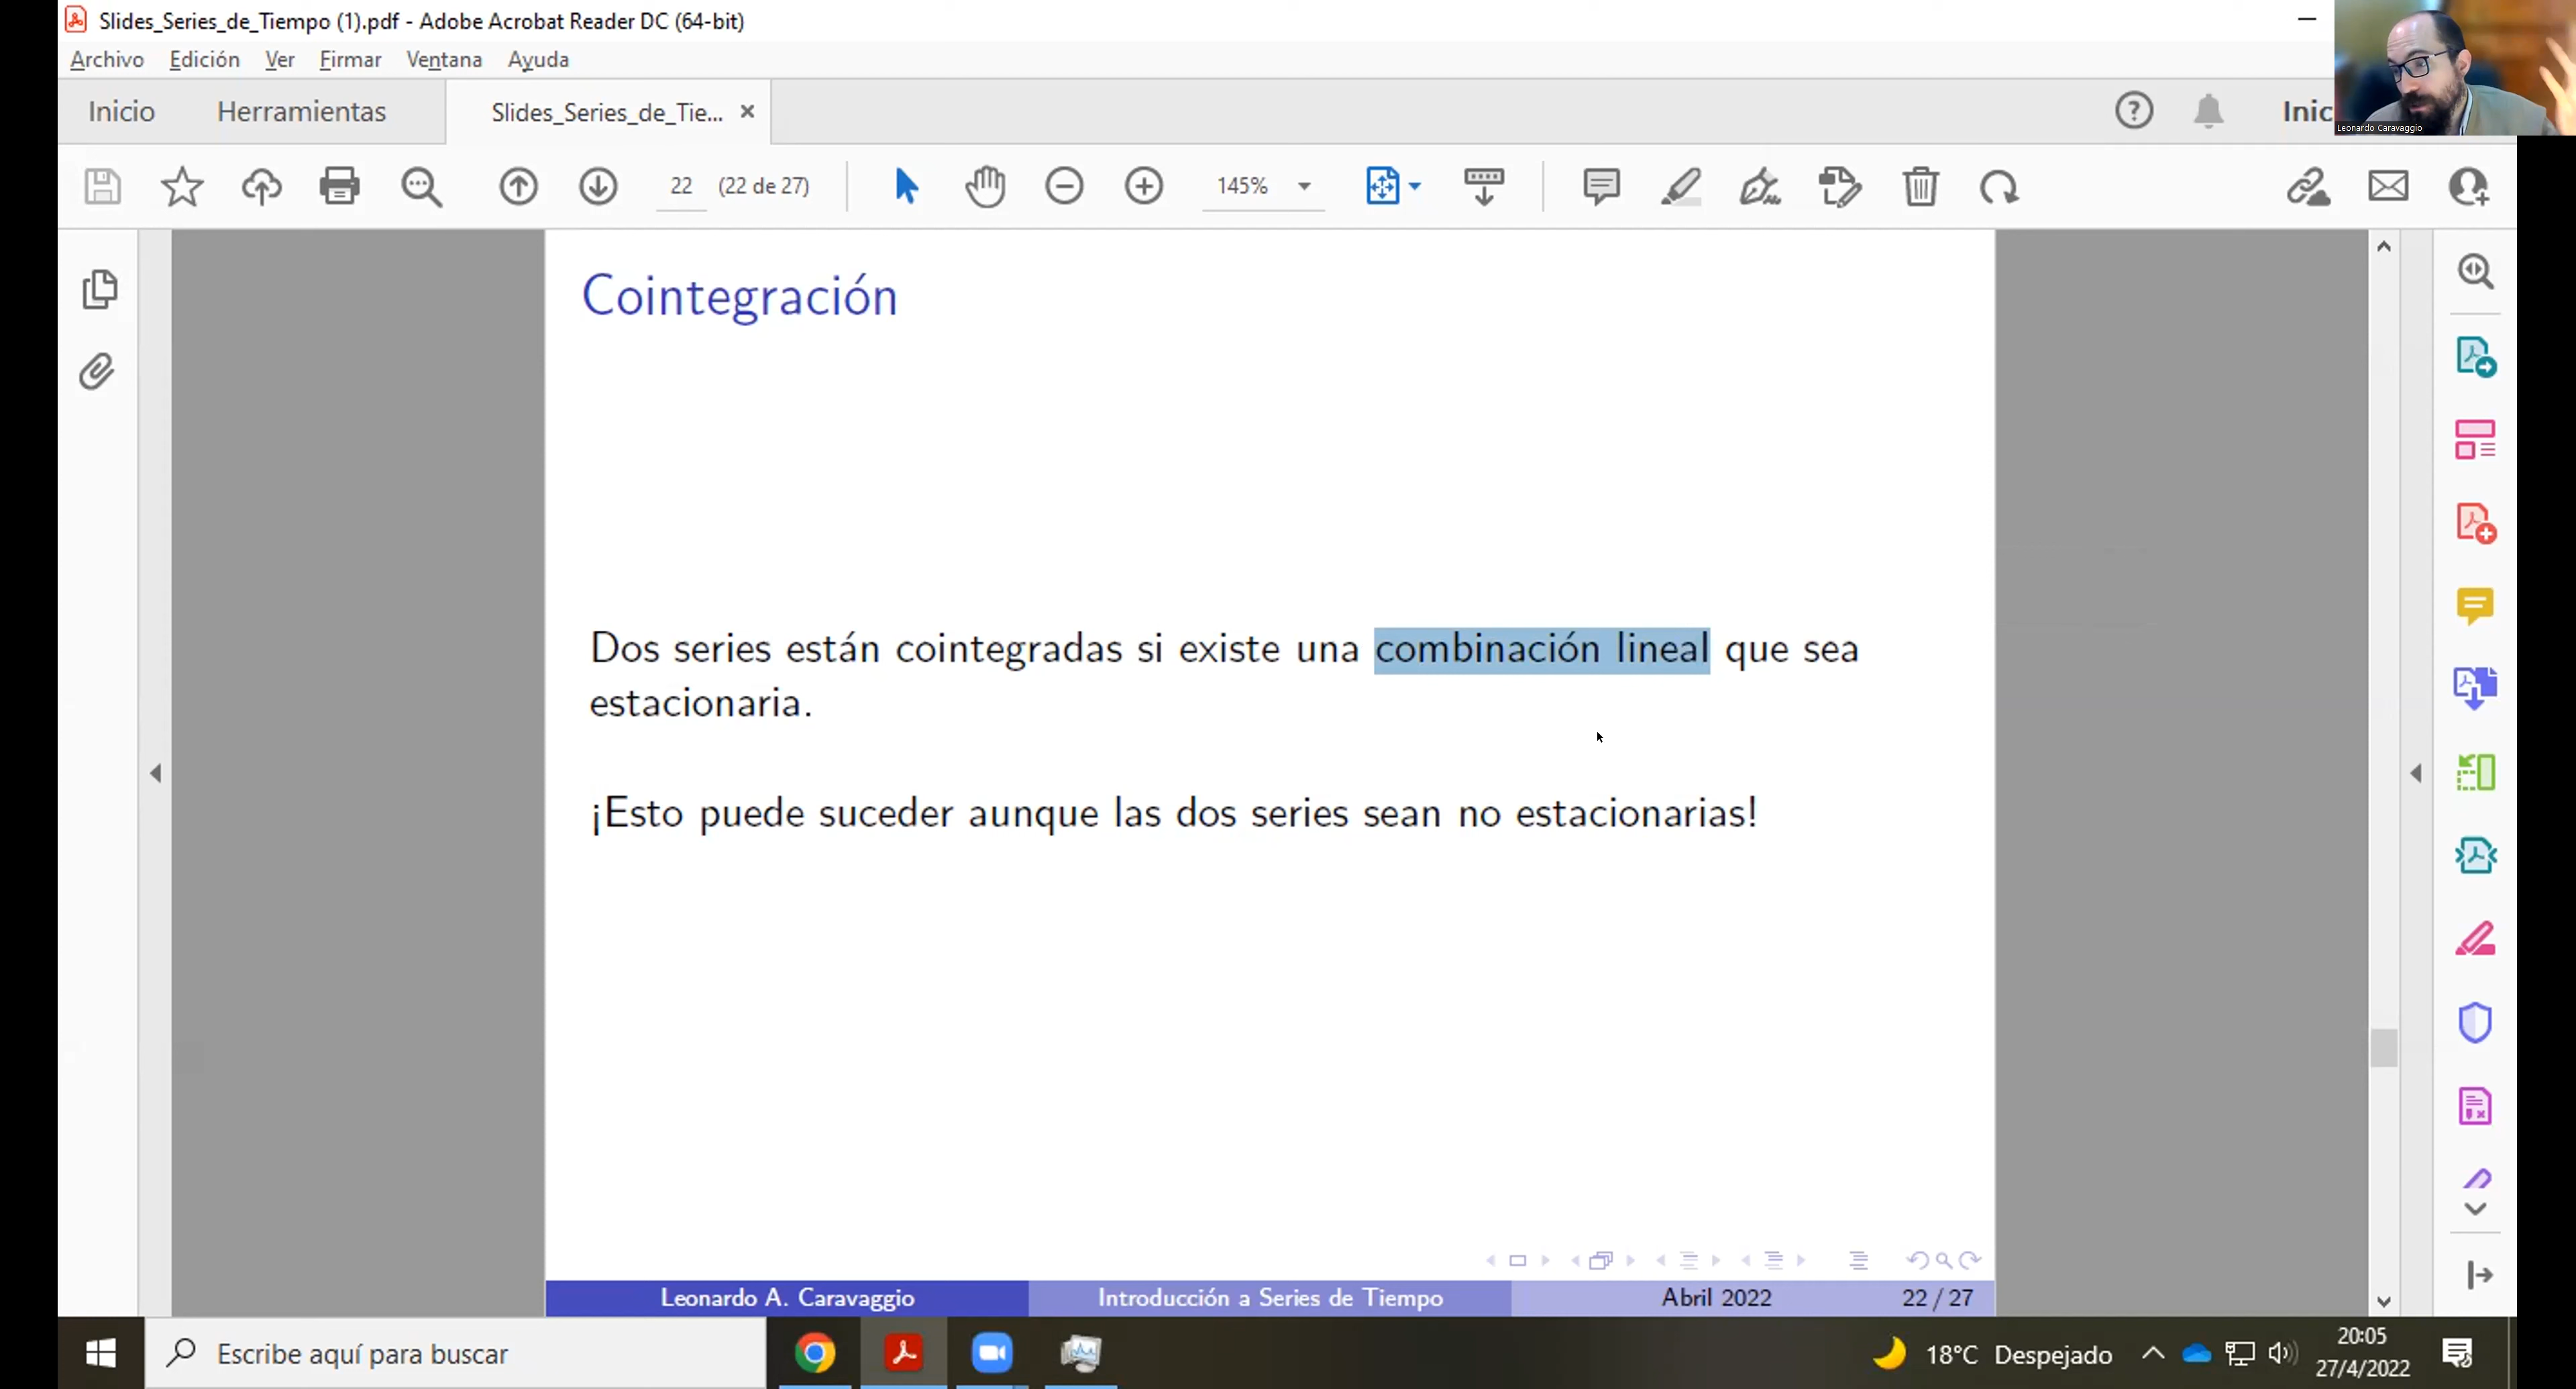 Slides_Series_de_Tiempo (1).pdf - Adobe Acrobat Reader DC (64-bit)
Archivo Edición Ver Firmar Ventana Ayuda
Inicio Herramientas Slides_Series_de_Tie... Inic
22 (22 de 27) 145%
Leonardo Caravaggio
Cointegración
Dos series están cointegradas si existe una combinación lineal que sea
estacionaria.
¡Esto puede suceder aunque las dos series sean no estacionarias!
Leonardo A. Caravaggio Introducción a Series de Tiempo Abril 2022 22 / 27
Escribe aquí para buscar 18°C Despejado 20:05
27/4/2022